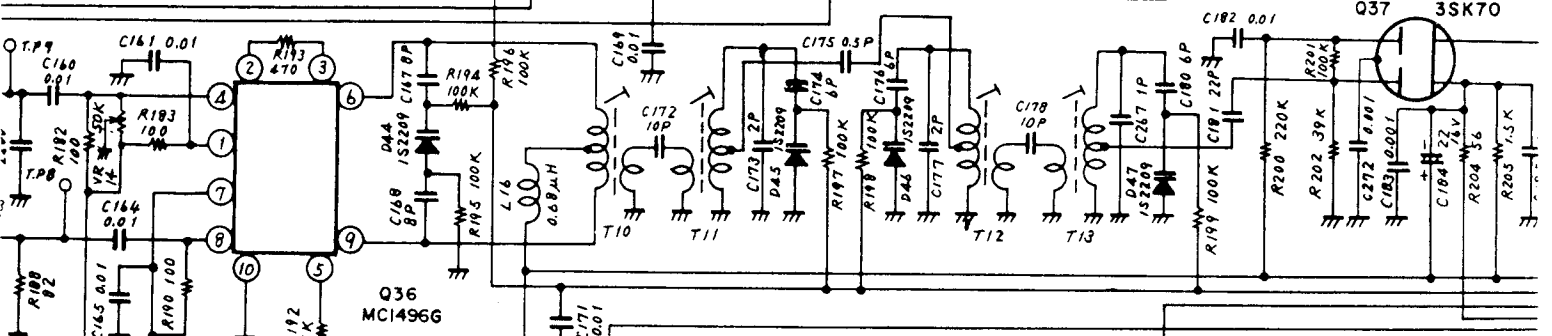 Q37 3SK70
C182 0.01
T.P9
C161 0.01
C160
0.01
2
R193
470
3
C167 8P
R194
100K
R196
100K
C169
0.01
C175 0.5P
C174
6P
C176
6P
C180 6P
R201
100K
4
6
R183
100
1
R182
100
VR
14
50K
D44
1S2209
C172
10P
C173 2P
D45
1S2209
R197 100K
R198 100K
1S2209
D46
C177 2P
C178
10P
C267 1P
D47
1S2209
C181 22P
R199 100K
R200 220K
R202 39K
C272 0.001
C183 0.001
C184 22
16V
R204 56
R205 1.5K
T.P8
7
C164
0.01
8
C168
8P
9
R195 100K
L16
0.68μH
T10
T11
T12
T13
R188
82
C165 0.1
R190 100
10
5
Q36
MC1496G
C171
0.01
192
K